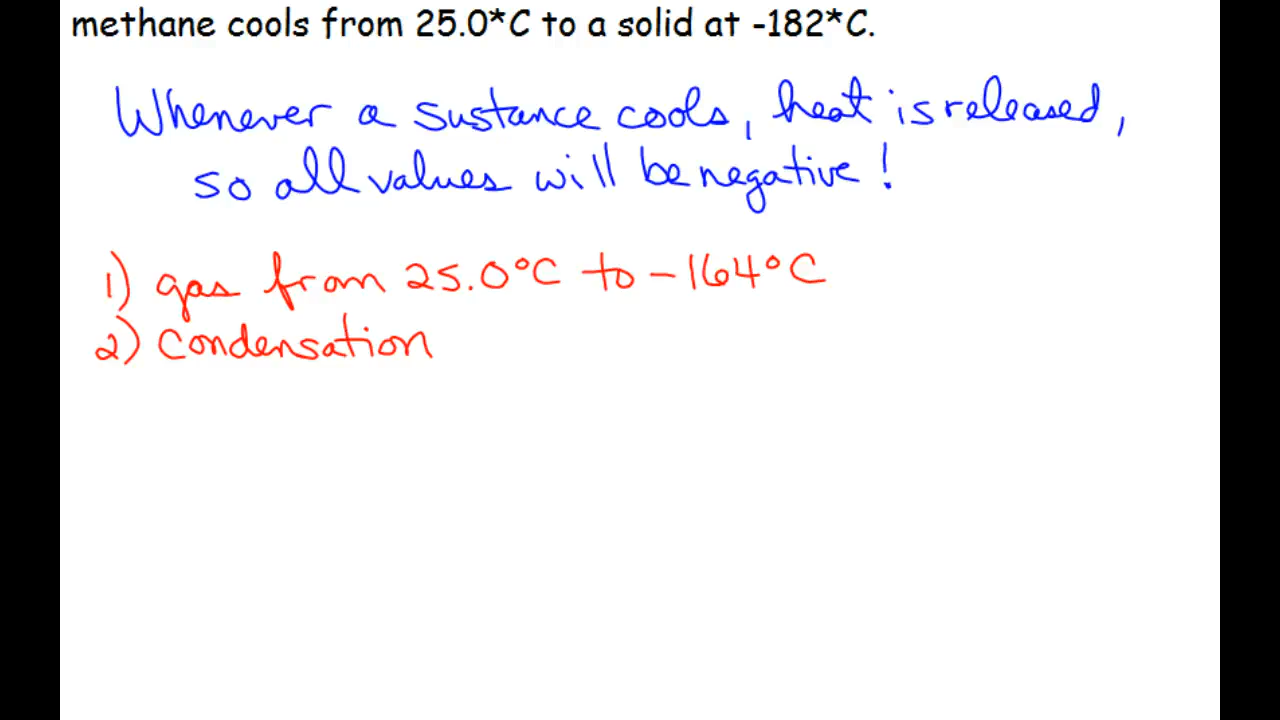 methane cools from 25.0*C to a solid at -182*C.
Whenever a sustance cools, heat is released,
so all values will be negative!
1) gas from 25.0°C to -164°C
2) Condensation